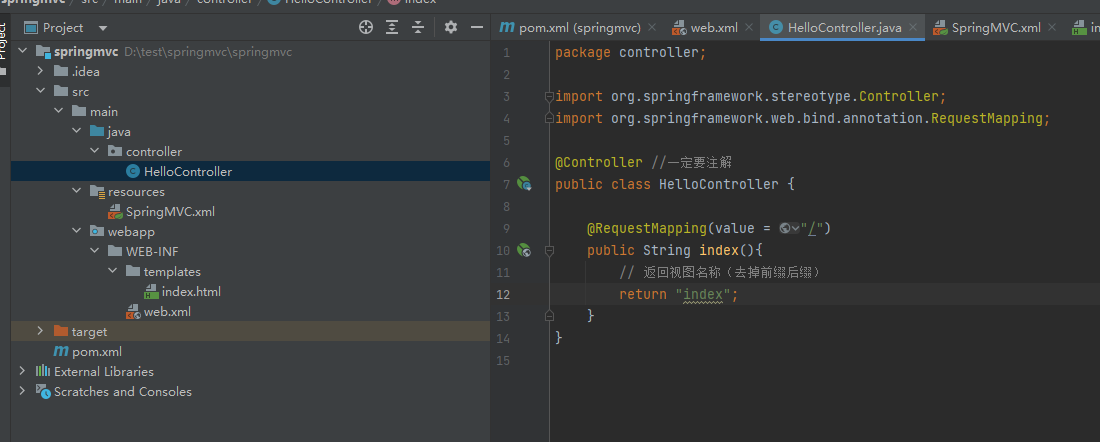 springmvc src main java controller HelloController index
Project
Project
springmvc D:\test\springmvc\springmvc
.idea
src
main
java
controller
HelloController
resources
SpringMVC.xml
webapp
WEB-INF
templates
index.html
web.xml
target
pom.xml
External Libraries
Scratches and Consoles
pom.xml (springmvc) web.xml HelloController.java SpringMVC.xml in
1 package controller;
2
3 import org.springframework.stereotype.Controller;
4 import org.springframework.web.bind.annotation.RequestMapping;
5
6 @Controller //一定要注解
7 public class HelloController {
8
9 @RequestMapping(value = "/")
10 public String index(){
11 // 返回视图名称（去掉前缀后缀）
12 return "index";
13 }
14 }
15